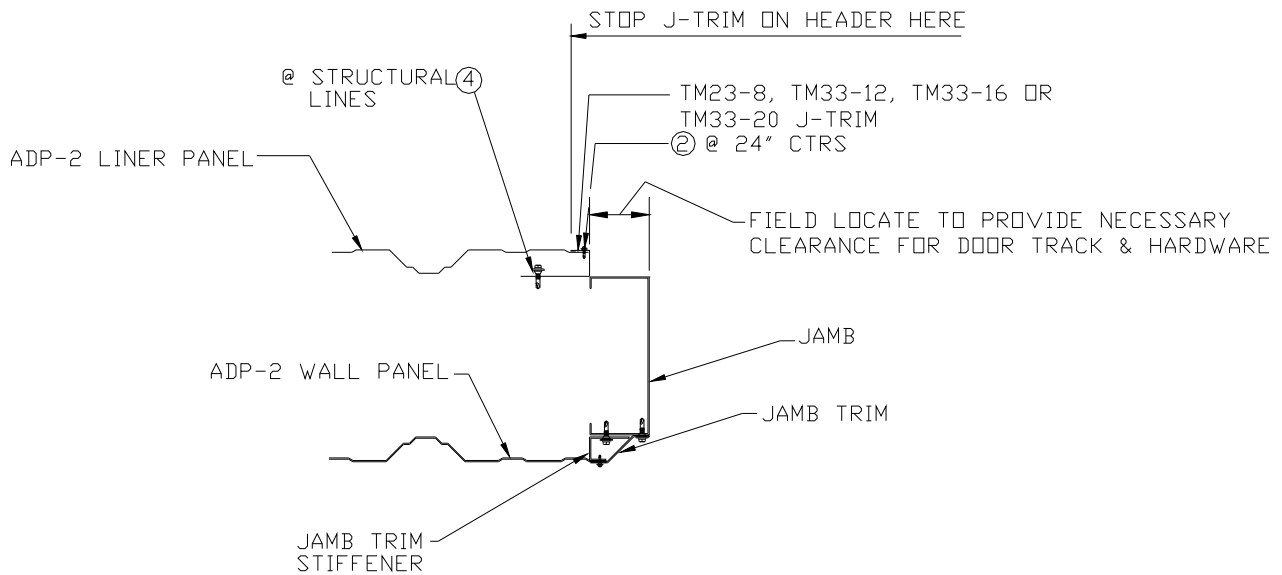 STOP J-TRIM ON HEADER HERE
@ STRUCTURAL 4
LINES
TM23-8, TM33-12, TM33-16 OR
TM33-20 J-TRIM
2 @ 24" CTRS
ADP-2 LINER PANEL
FIELD LOCATE TO PROVIDE NECESSARY
CLEARANCE FOR DOOR TRACK & HARDWARE
JAMB
ADP-2 WALL PANEL
JAMB TRIM
JAMB TRIM
STIFFENER